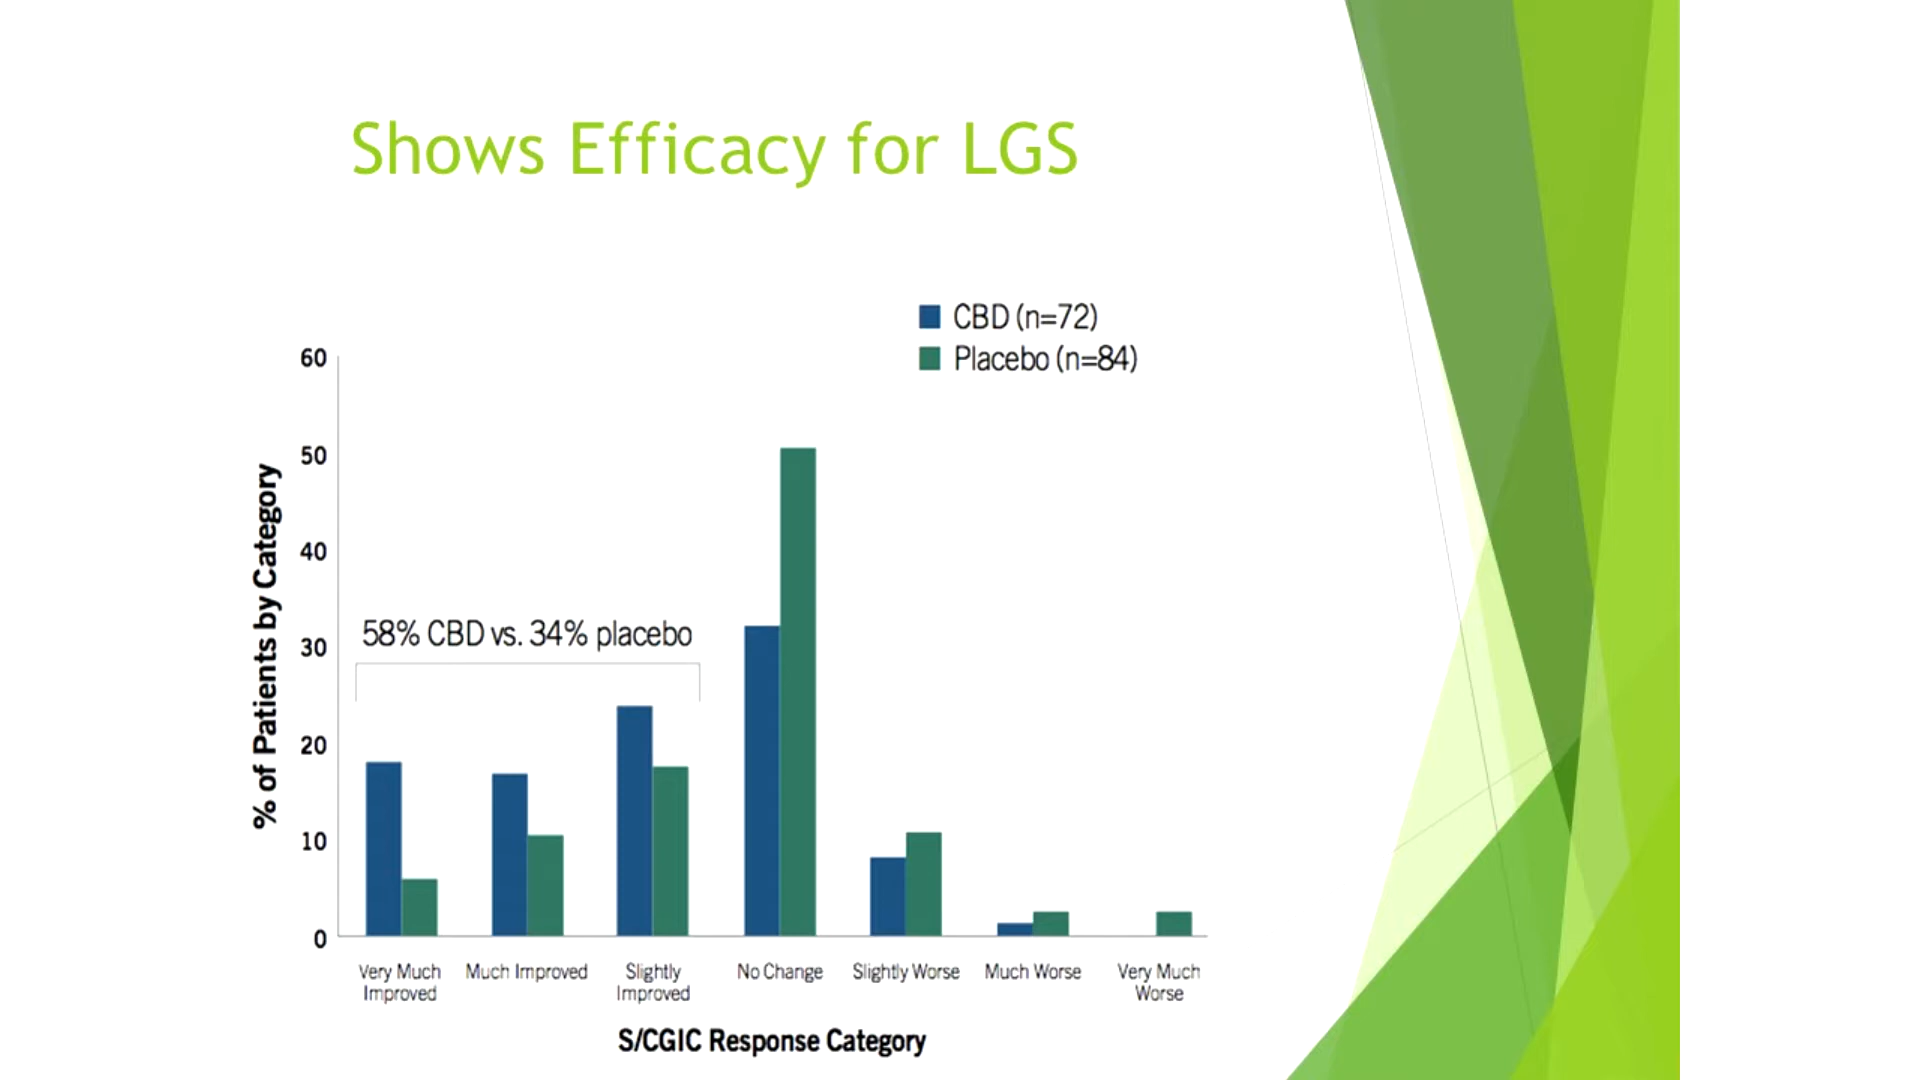 Shows Efficacy for LGS
CBD (n=72)
Placebo (n=84)
60
50
40
30
20
10
0
% of Patients by Category
58% CBD vs. 34% placebo
Very Much
Improved
Much Improved
Slightly
Improved
No Change
Slightly Worse
Much Worse
Very Much
Worse
S/CGIC Response Category